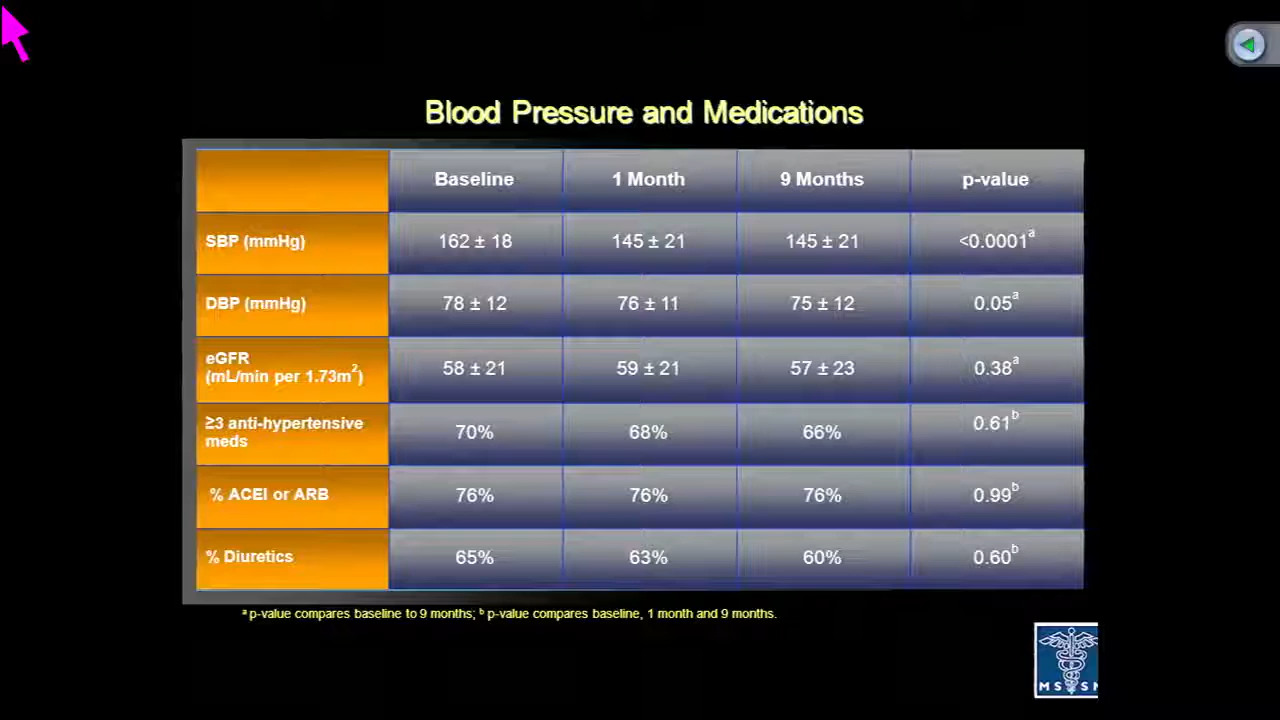 Blood Pressure and Medications
Baseline 1 Month 9 Months p-value
SBP (mmHg) 162 ± 18 145 ± 21 145 ± 21 <0.0001ᵃ
DBP (mmHg) 78 ± 12 76 ± 11 75 ± 12 0.05ᵃ
eGFR
(mL/min per 1.73m²) 58 ± 21 59 ± 21 57 ± 23 0.38ᵃ
≥3 anti-hypertensive
meds 70% 68% 66% 0.61ᵇ
% ACEI or ARB 76% 76% 76% 0.99ᵇ
% Diuretics 65% 63% 60% 0.60ᵇ
ᵃ p-value compares baseline to 9 months; ᵇ p-value compares baseline, 1 month and 9 months.
MS SM